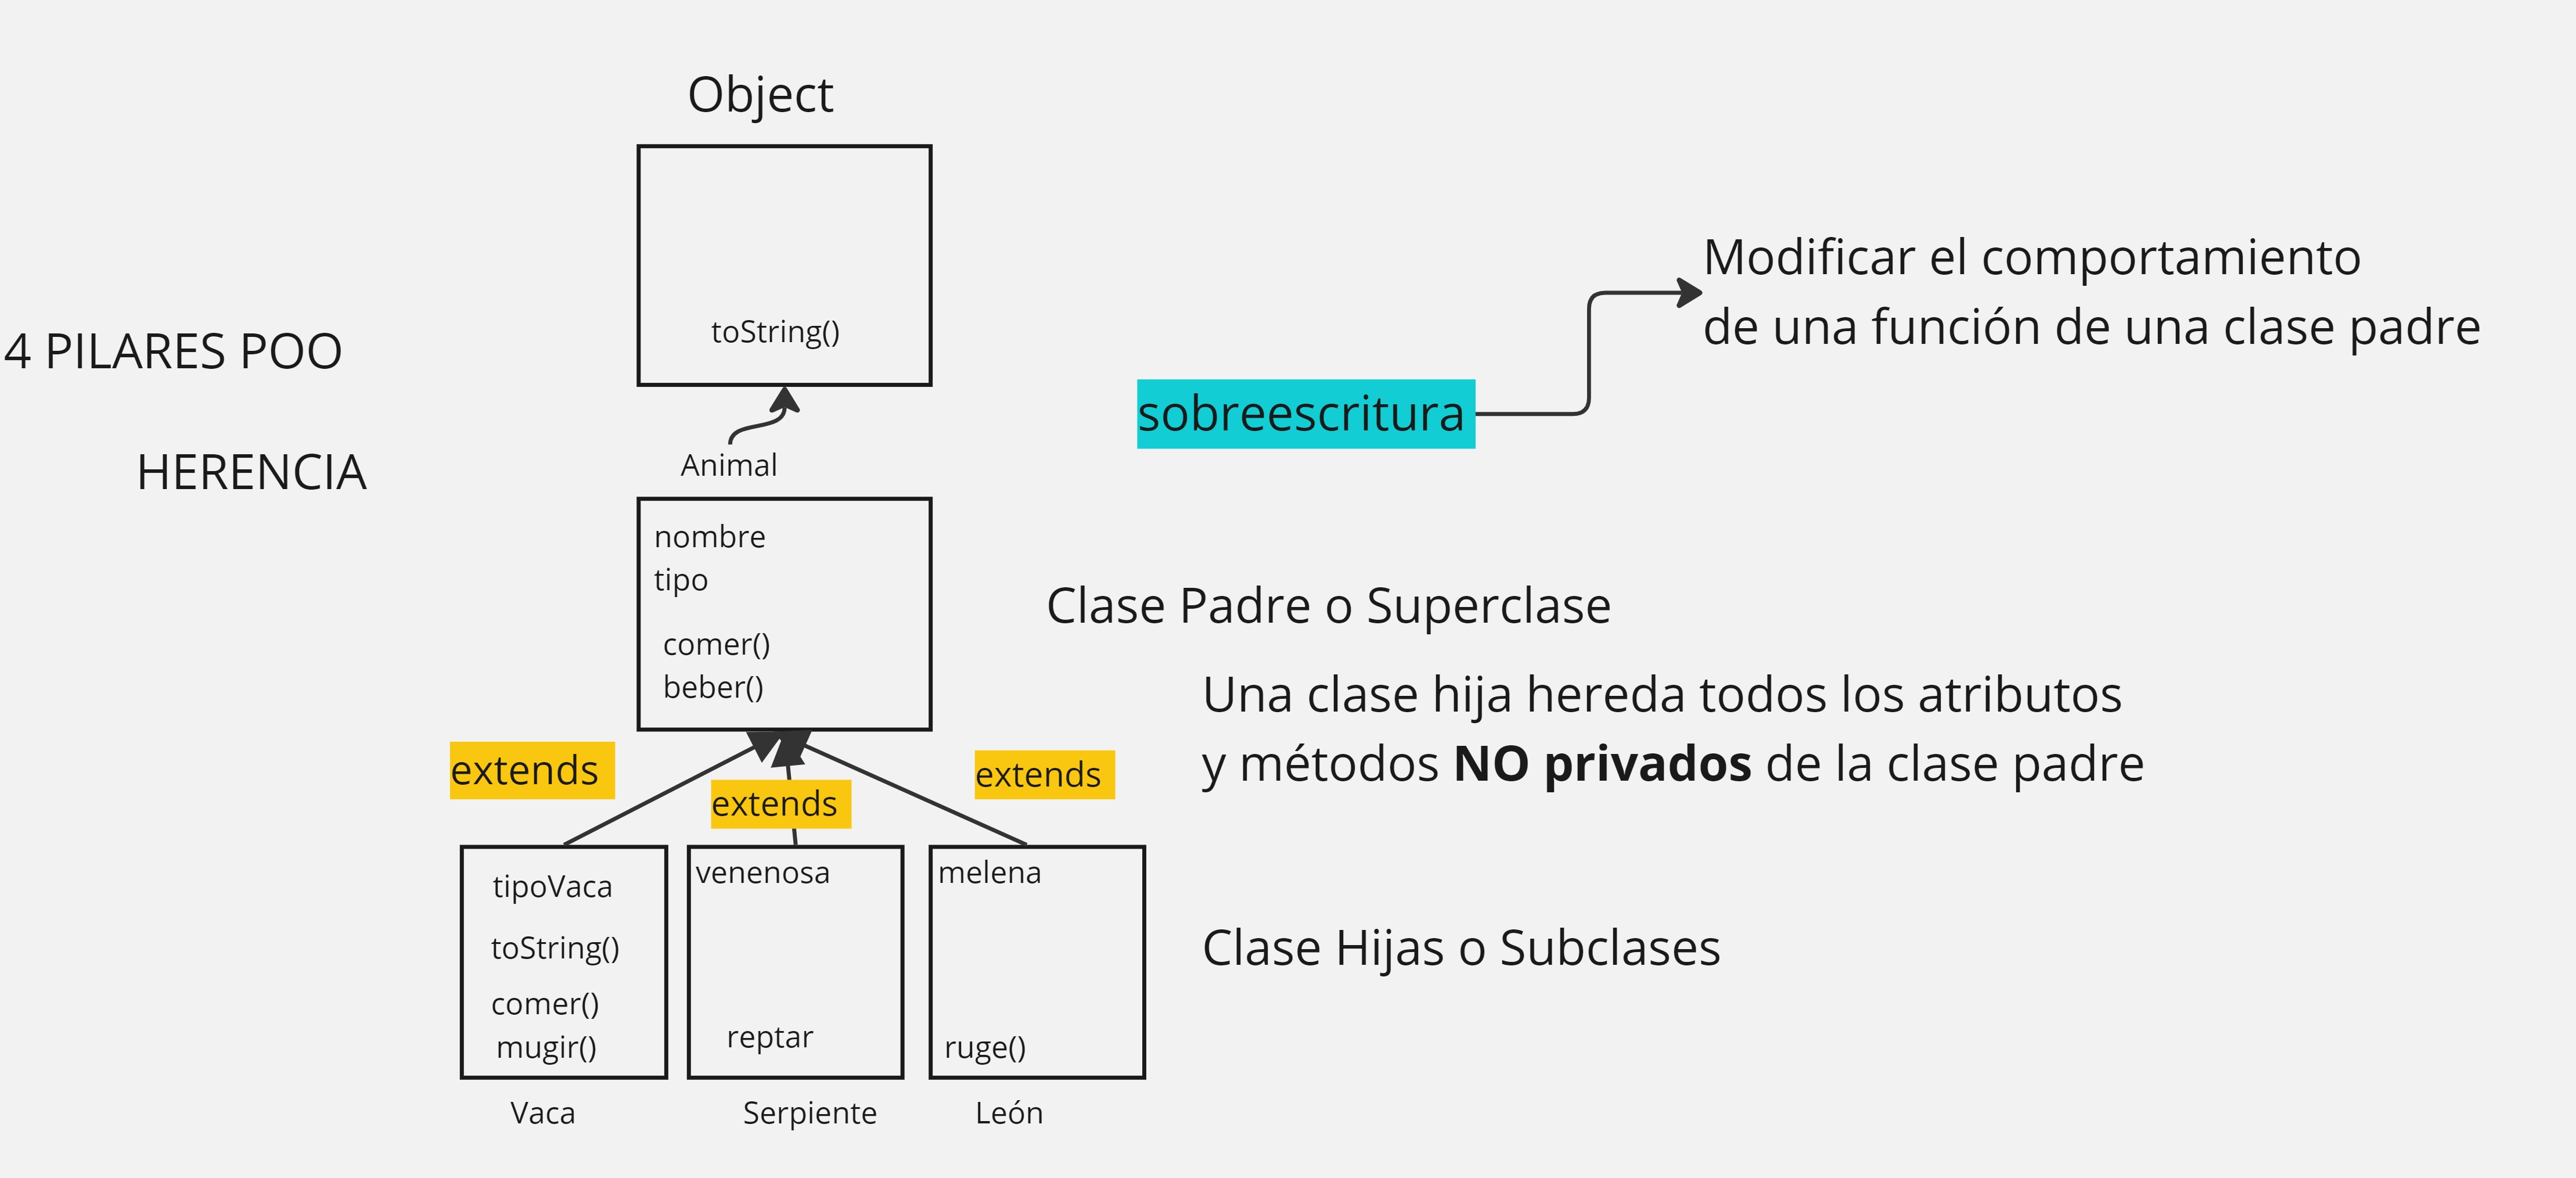 Object
toString()
4 PILARES POO
HERENCIA
Modificar el comportamiento
de una función de una clase padre
sobreescritura
Animal
nombre
tipo
comer()
beber()
Clase Padre o Superclase
Una clase hija hereda todos los atributos
y métodos NO privados de la clase padre
extends
extends
extends
tipoVaca
toString()
comer()
mugir()
venenosa
reptar
melena
ruge()
Clase Hijas o Subclases
Vaca
Serpiente
León